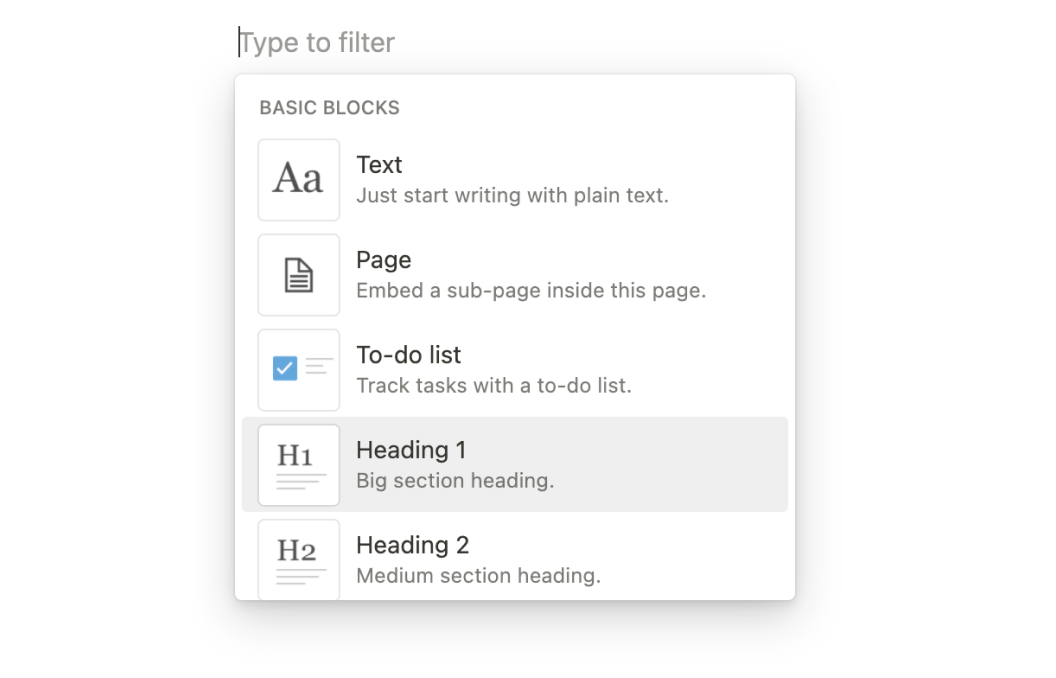 Type to filter
BASIC BLOCKS
Aa
Text
Just start writing with plain text.
Page
Embed a sub-page inside this page.
To-do list
Track tasks with a to-do list.
H1
Heading 1
Big section heading.
H2
Heading 2
Medium section heading.